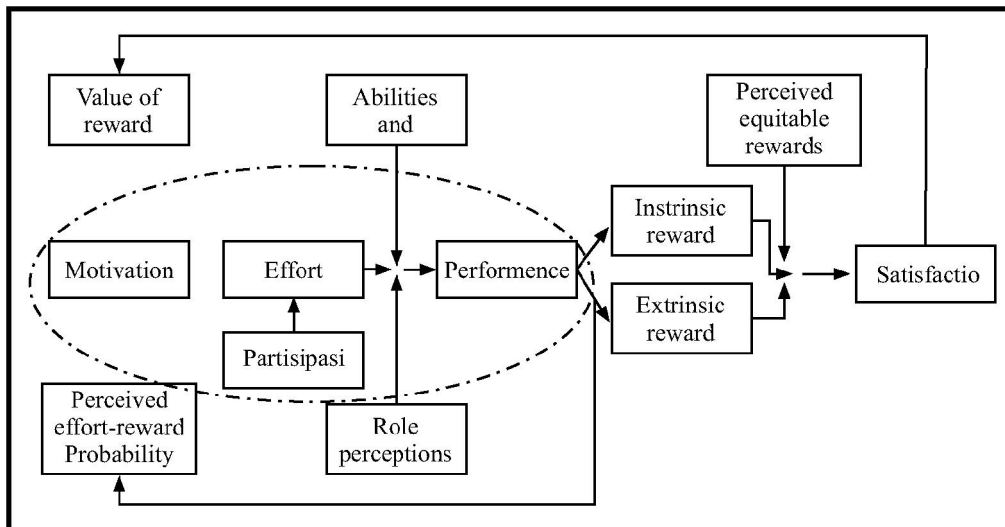 Value of
reward
Abilities
and
Perceived
equitable
rewards
Motivation
Effort
Performence
Instrinsic
reward
Extrinsic
reward
Satisfactio
Partisipasi
Perceived
effort-reward
Probability
Role
perceptions